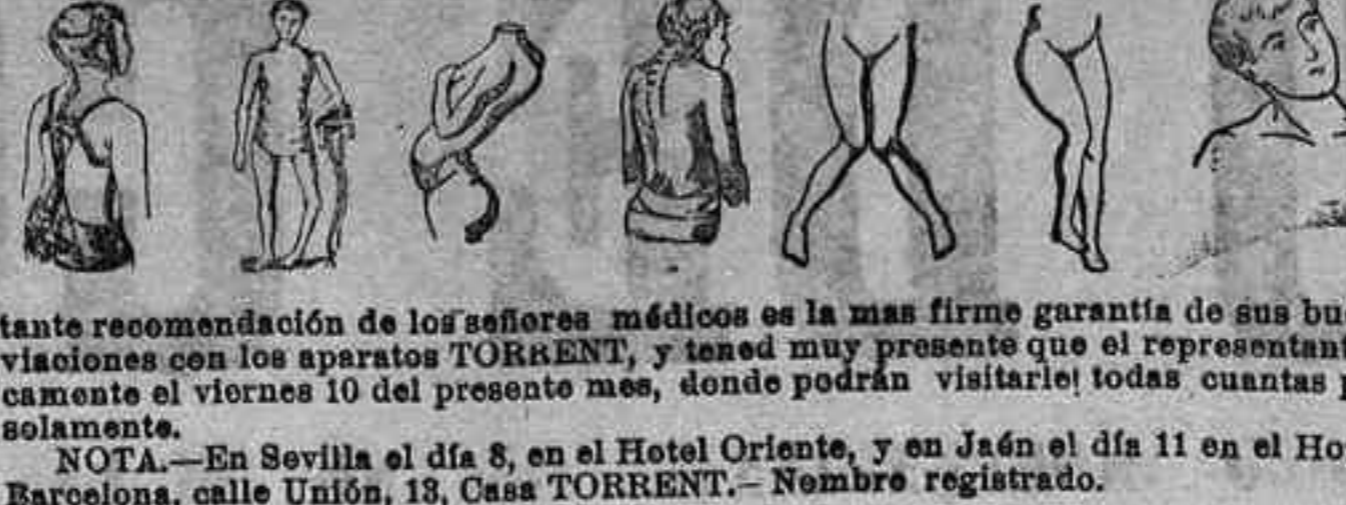 tante recomendación de los señores médicos es la mas firme garantía de sus bue
viaciones con los aparatos TORRENT, y tened muy presente que el representant
camente el viernes 10 del presente mes, donde podrán visitarle! todas cuantas p
solamente.
NOTA.—En Sevilla el día 8, en el Hotel Oriente, y en Jaén el día 11 en el Ho
Barcelona, calle Unión, 13, Casa TORRENT.—Nombre registrado.